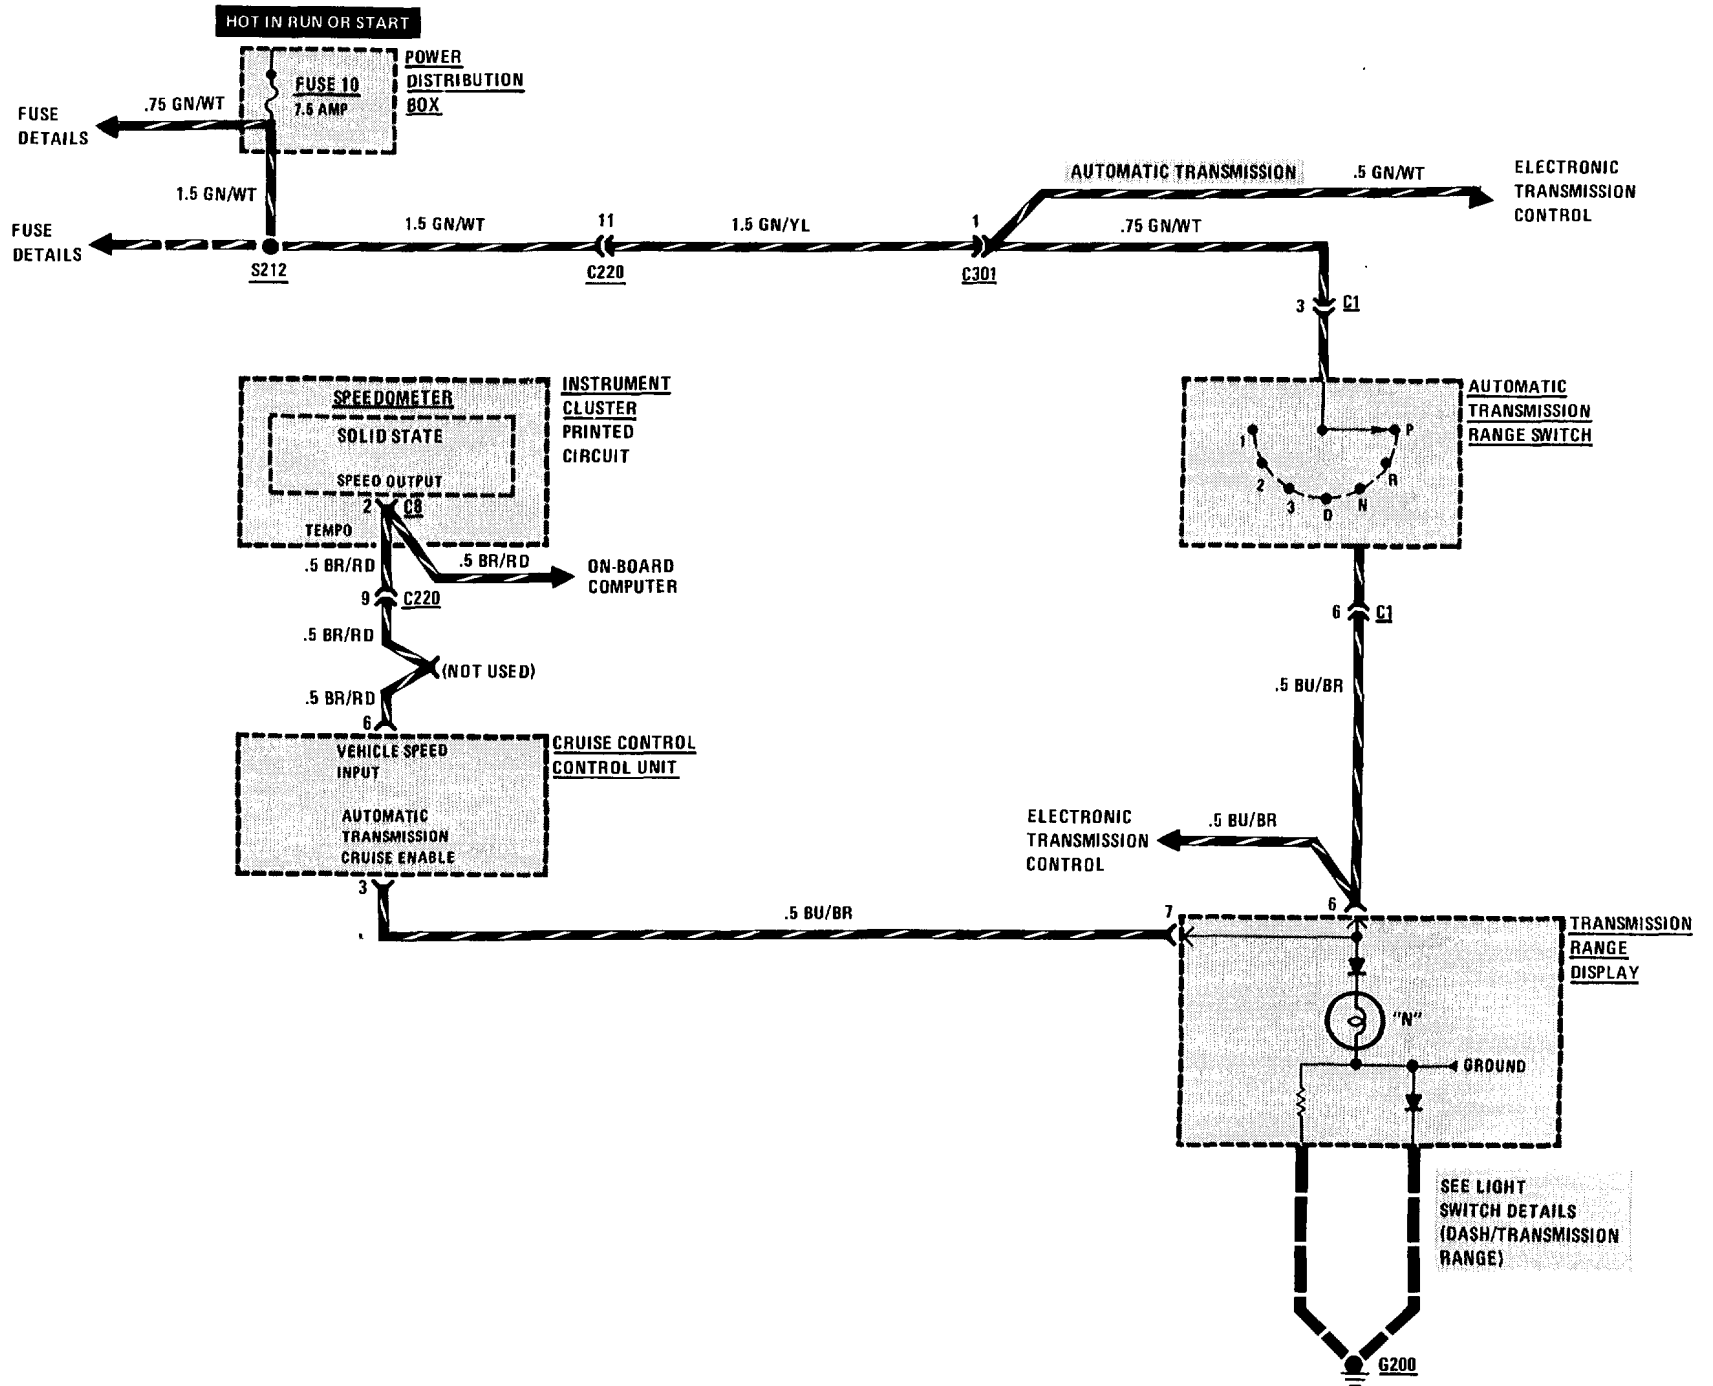 HOT IN RUN OR START
POWER
DISTRIBUTION
BOX
FUSE 10
7.5 AMP
.75 GN/WT
FUSE
DETAILS
1.5 GN/WT
FUSE
DETAILS
S212
1.5 GN/WT
11
C220
1.5 GN/YL
1
C301
AUTOMATIC TRANSMISSION
.5 GN/WT
ELECTRONIC
TRANSMISSION
CONTROL
.75 GN/WT
3
C1
INSTRUMENT
CLUSTER
PRINTED
CIRCUIT
SPEEDOMETER
SOLID STATE
SPEED OUTPUT
2
C8
TEMPO
.5 BR/RD
.5 BR/RD
ON-BOARD
COMPUTER
9
C220
.5 BR/RD
(NOT USED)
.5 BR/RD
6
AUTOMATIC
TRANSMISSION
RANGE SWITCH
1
2
3
D
N
R
P
6
C1
.5 BU/BR
CRUISE CONTROL
CONTROL UNIT
VEHICLE SPEED
INPUT
AUTOMATIC
TRANSMISSION
CRUISE ENABLE
3
.5 BU/BR
ELECTRONIC
TRANSMISSION
CONTROL
.5 BU/BR
6
7
TRANSMISSION
RANGE
DISPLAY
"N"
GROUND
SEE LIGHT
SWITCH DETAILS
(DASH/TRANSMISSION
RANGE)
G200